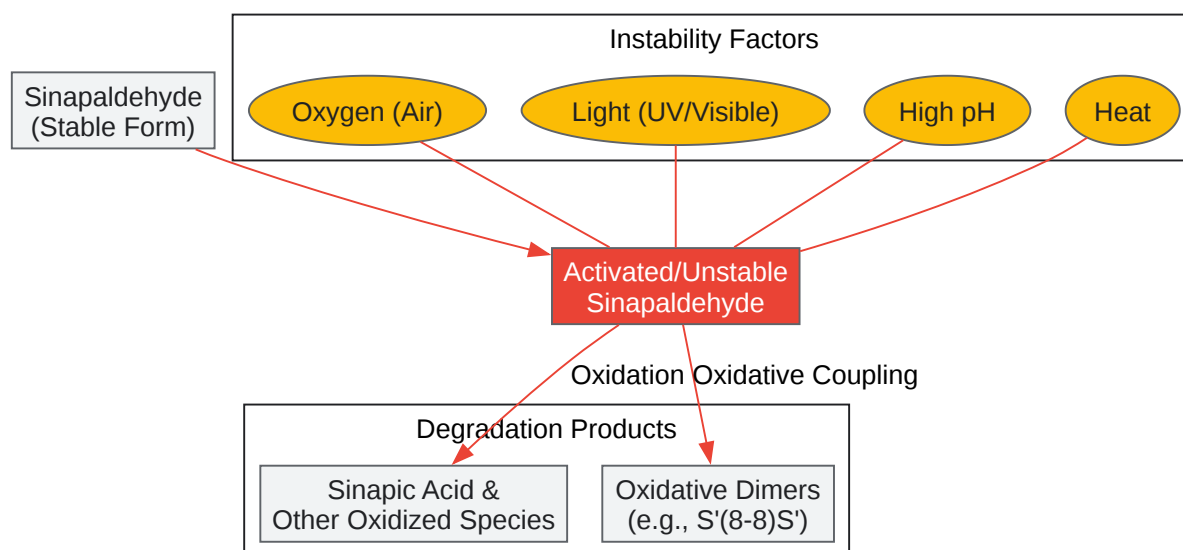 Instability Factors
Sinapaldehyde
(Stable Form)
Oxygen (Air)
Light (UV/Visible)
High pH
Heat
Activated/Unstable
Sinapaldehyde
Oxidation
Oxidative Coupling
Degradation Products
Sinapic Acid &
Other Oxidized Species
Oxidative Dimers
(e.g., S'(8-8)S')